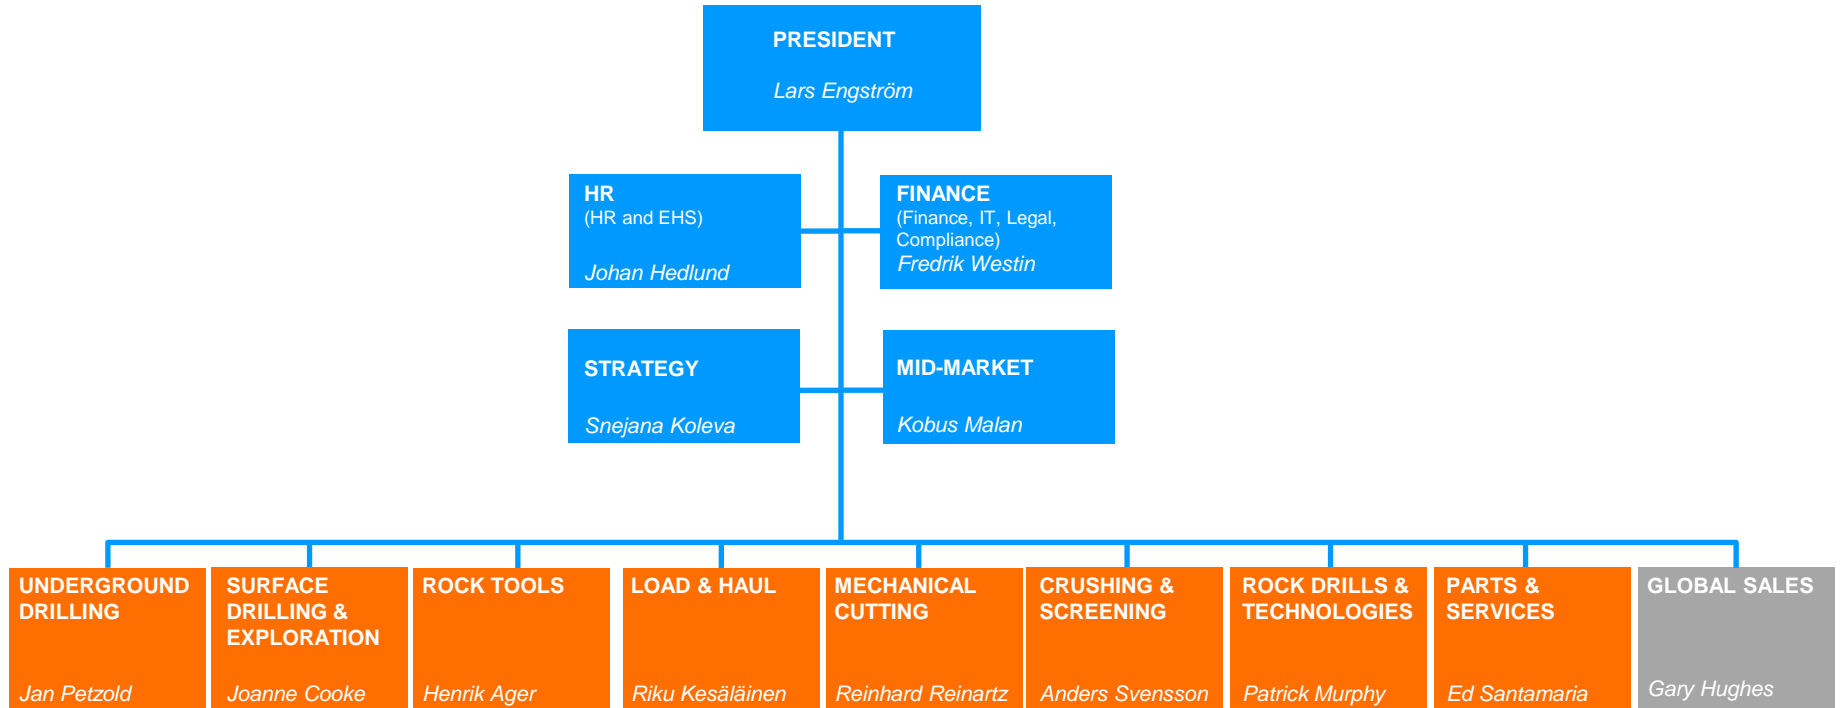 PRESIDENT
Lars Engström
HR
(HR and EHS)
Johan Hedlund
FINANCE
(Finance, IT, Legal,
Compliance)
Fredrik Westin
STRATEGY
Snejana Koleva
MID-MARKET
Kobus Malan
UNDERGROUND
DRILLING
Jan Petzold
SURFACE
DRILLING &
EXPLORATION
Joanne Cooke
ROCK TOOLS
Henrik Ager
LOAD & HAUL
Riku Kesäläinen
MECHANICAL
CUTTING
Reinhard Reinartz
CRUSHING &
SCREENING
Anders Svensson
ROCK DRILLS &
TECHNOLOGIES
Patrick Murphy
PARTS &
SERVICES
Ed Santamaria
GLOBAL SALES
Gary Hughes